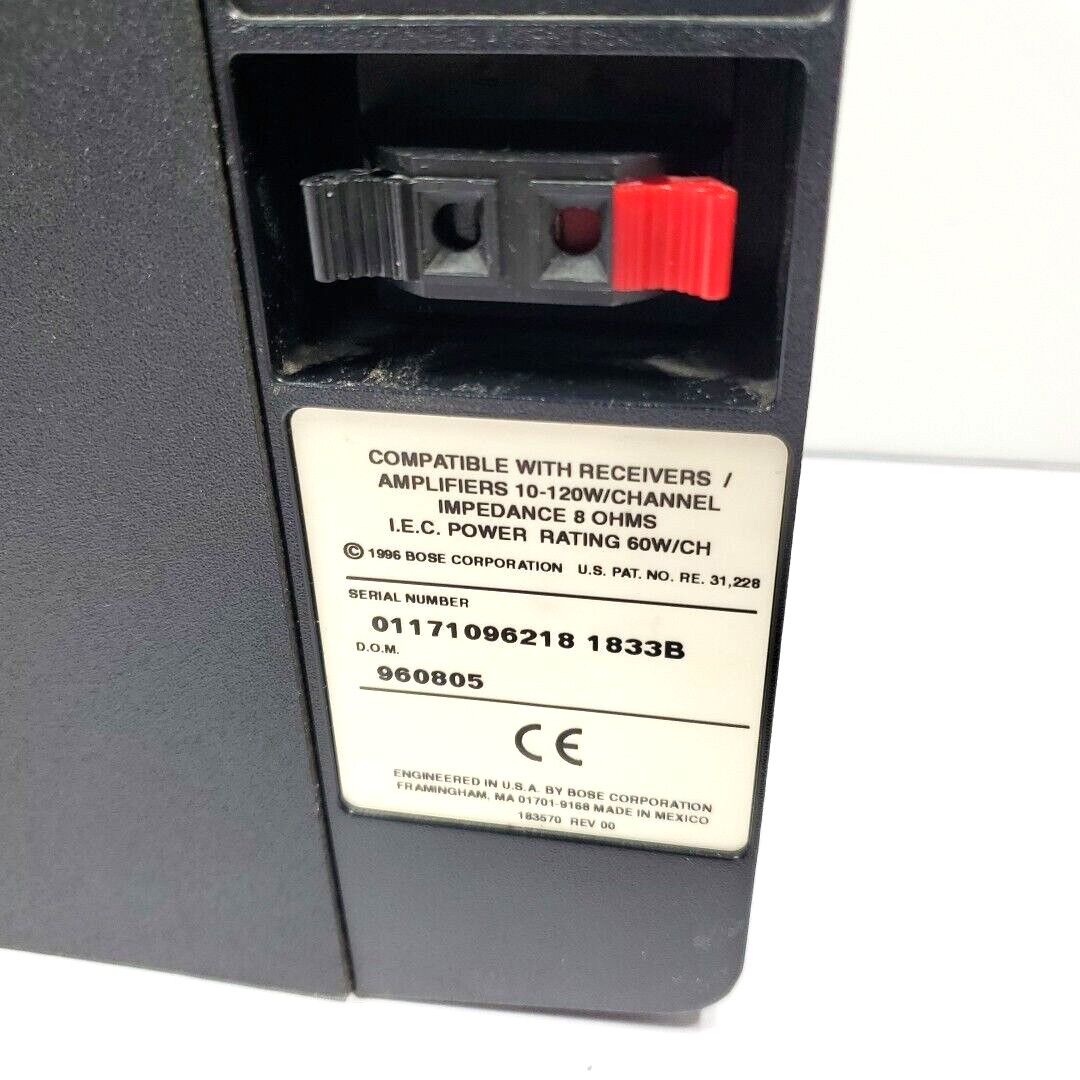 COMPATIBLE WITH RECEIVERS /
AMPLIFIERS 10-120W/CHANNEL
IMPEDANCE 8 OHMS
I.E.C. POWER RATING 60W/CH
© 1996 BOSE CORPORATION U.S. PAT. NO. RE. 31,228
SERIAL NUMBER
01171096218 1833B
D.O.M.
960805
CE
ENGINEERED IN U.S.A. BY BOSE CORPORATION
FRAMINGHAM, MA 01701-9168 MADE IN MEXICO
183570 REV 00